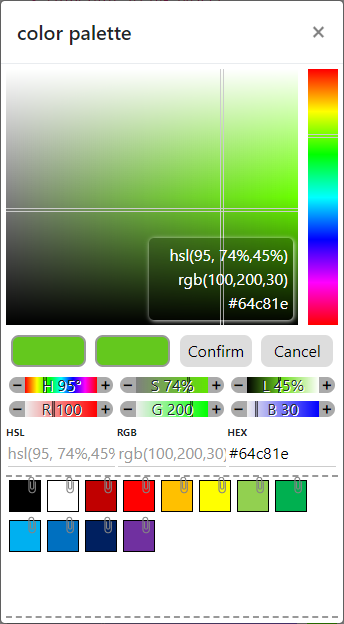 color palette ×
hsl(95, 74%,45%)
rgb(100,200,30)
#64c81e
Confirm Cancel
− H 95° + − S 74% + − L 45% +
− R 100 + − G 200 + − B 30 +
HSL RGB HEX
hsl(95, 74%,459 rgb(100,200,30) #64c81e